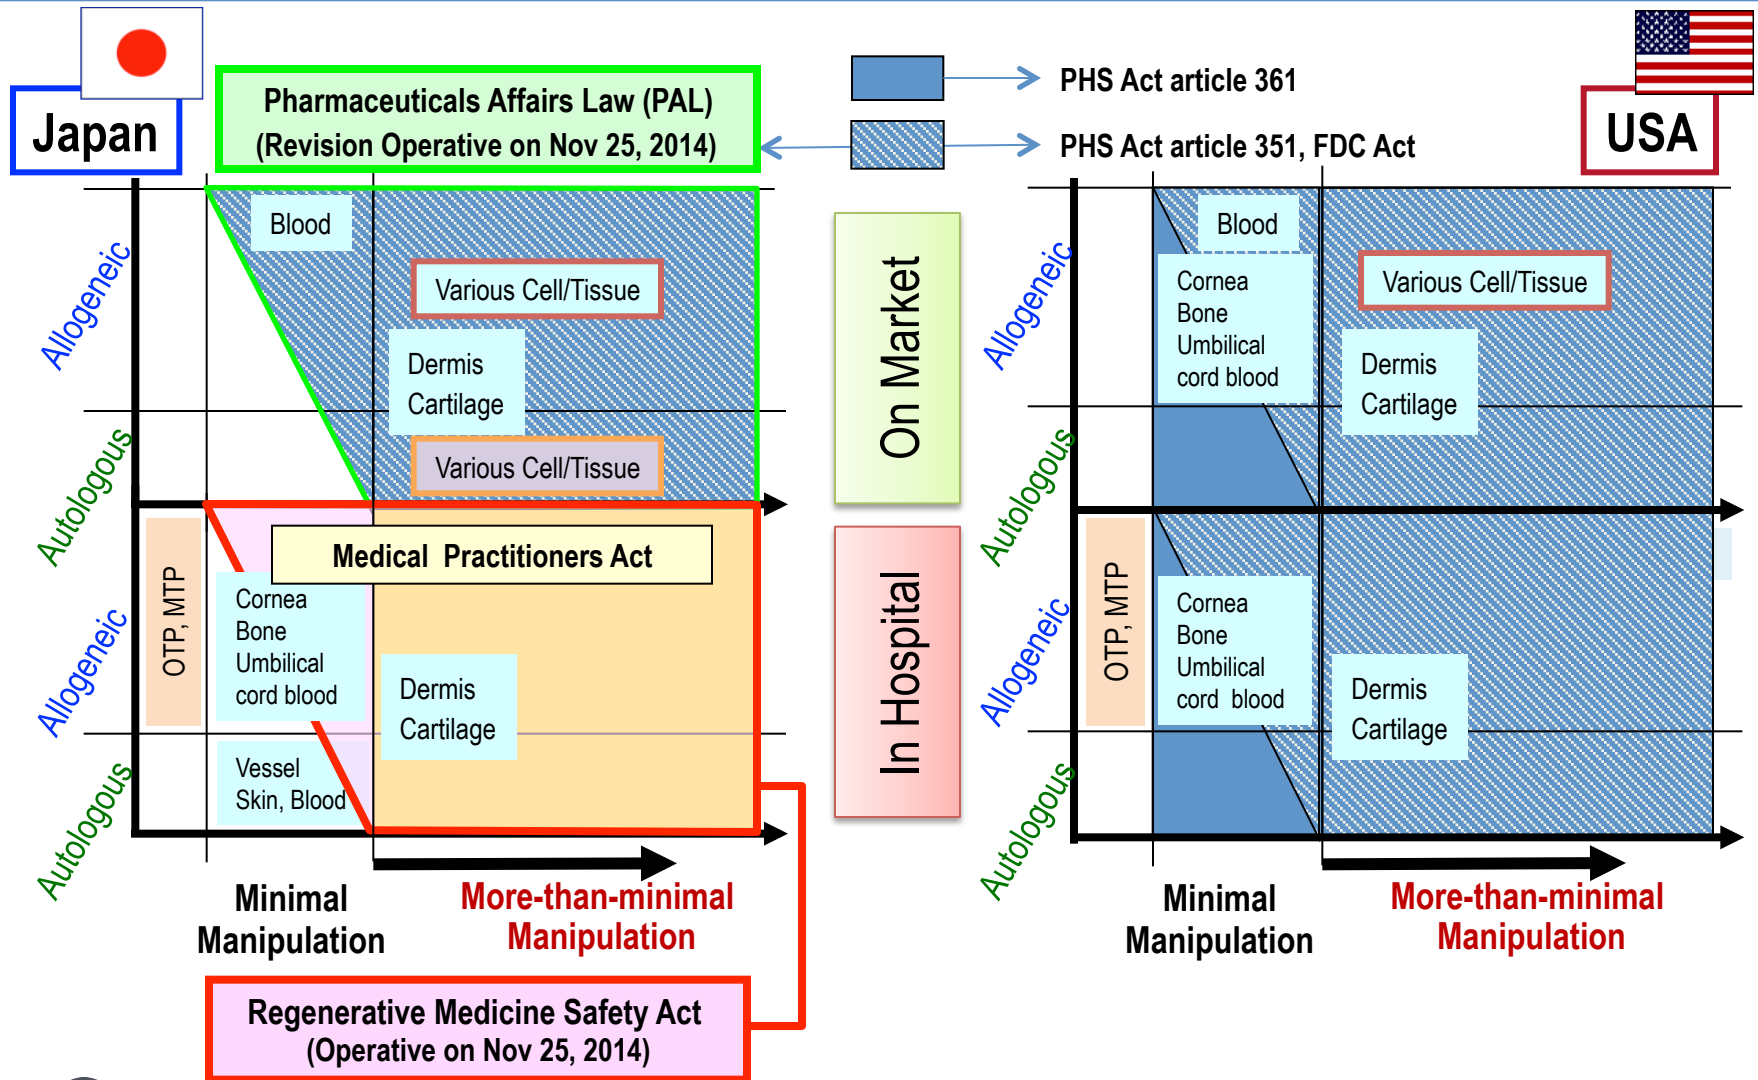 Japan
Pharmaceuticals Affairs Law (PAL)
(Revision Operative on Nov 25, 2014)
PHS Act article 361
PHS Act article 351, FDC Act
USA
Allogeneic
Autologous
Allogeneic
Autologous
Blood
Various Cell/Tissue
Dermis
Cartilage
Various Cell/Tissue
Medical Practitioners Act
OTP, MTP
Cornea
Bone
Umbilical
cord blood
Dermis
Cartilage
Vessel
Skin, Blood
Minimal
Manipulation
More-than-minimal
Manipulation
Regenerative Medicine Safety Act
(Operative on Nov 25, 2014)
On Market
In Hospital
Allogeneic
Autologous
Allogeneic
Autologous
Blood
Cornea
Bone
Umbilical
cord blood
Various Cell/Tissue
Dermis
Cartilage
OTP, MTP
Cornea
Bone
Umbilical
cord blood
Dermis
Cartilage
Minimal
Manipulation
More-than-minimal
Manipulation